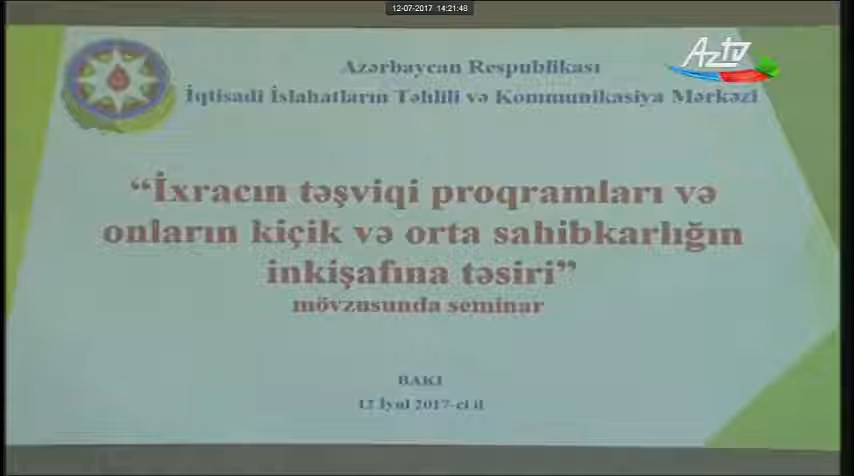 12-07-2017 14:21:48
Aztv
Azərbaycan Respublikası
İqtisadi İslahatların Təhlili və Kommunikasiya Mərkəzi
“İxracın təşviqi proqramları və
onların kiçik və orta sahibkarlığın
inkişafına təsiri”
mövzusunda seminar
BAKI
12 İyul 2017-ci il